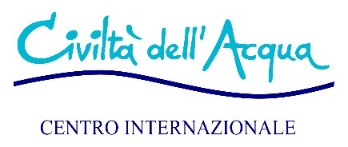 Civiltà dell'Acqua
CENTRO INTERNAZIONALE